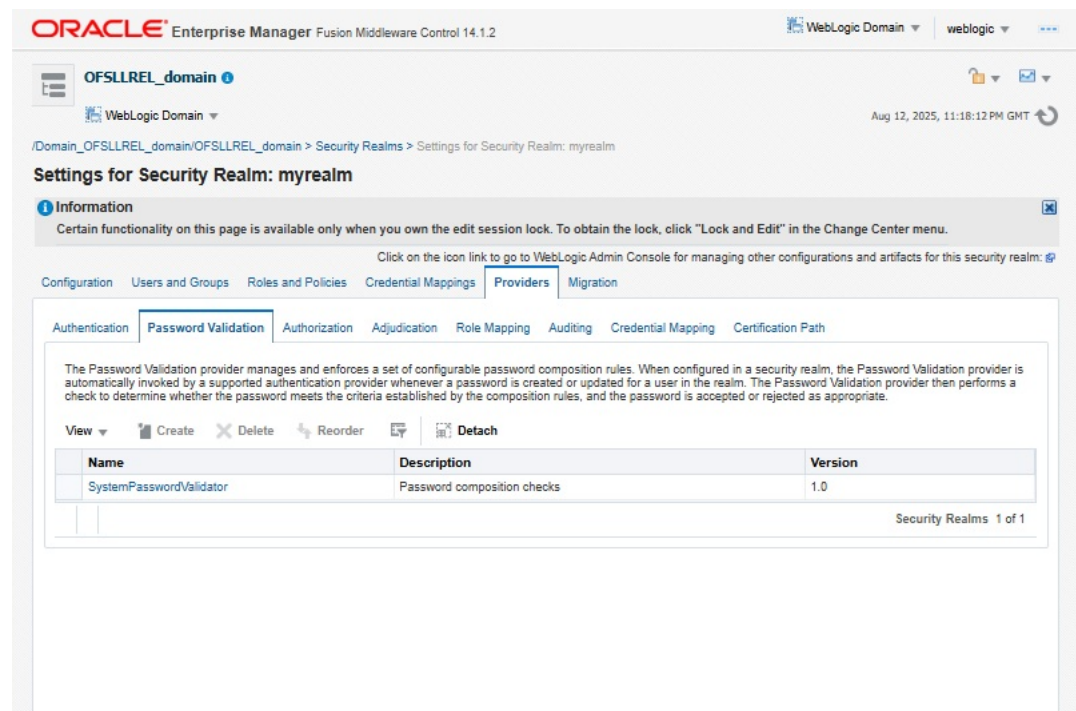 ORACLE Enterprise Manager Fusion Middleware Control 14.1.2
WebLogic Domain
weblogic
OFSLLREL_domain
WebLogic Domain
Aug 12, 2025, 11:18:12 PM GMT
/Domain_OFSLLREL_domain/OFSLLREL_domain > Security Realms > Settings for Security Realm: myrealm
Settings for Security Realm: myrealm
Information
Certain functionality on this page is available only when you own the edit session lock. To obtain the lock, click "Lock and Edit" in the Change Center menu.
Click on the icon link to go to WebLogic Admin Console for managing other configurations and artifacts for this security realm:
Configuration Users and Groups Roles and Policies Credential Mappings Providers Migration
Authentication Password Validation Authorization Adjudication Role Mapping Auditing Credential Mapping Certification Path
The Password Validation provider manages and enforces a set of configurable password composition rules. When configured in a security realm, the Password Validation provider is
automatically invoked by a supported authentication provider whenever a password is created or updated for a user in the realm. The Password Validation provider then performs a
check to determine whether the password meets the criteria established by the composition rules, and the password is accepted or rejected as appropriate.
View Create Delete Reorder Detach
Name Description Version
SystemPasswordValidator Password composition checks 1.0
Security Realms 1 of 1